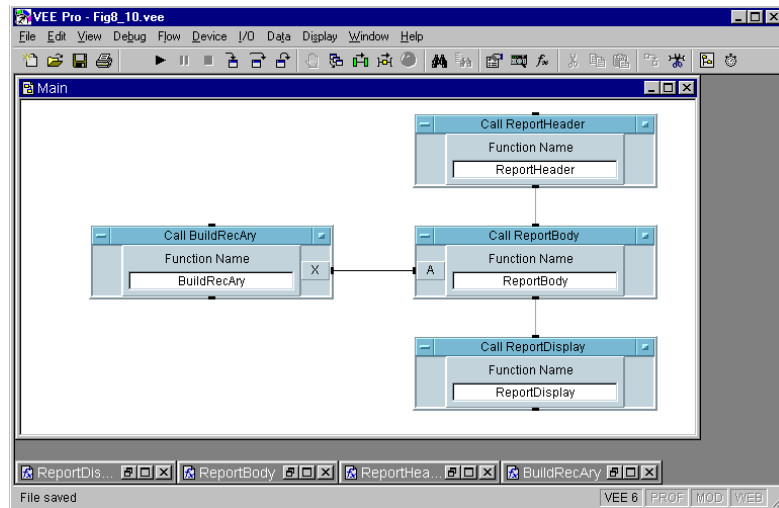 VEE Pro - Fig8_10.vee
File Edit View Debug Flow Device I/O Data Display Window Help
Main
Call ReportHeader
Function Name
ReportHeader
Call BuildRecAry
Function Name
BuildRecAry
X
Call ReportBody
A
Function Name
ReportBody
Call ReportDisplay
Function Name
ReportDisplay
ReportDis... ReportBody ReportHea... BuildRecAry
File saved VEE 6 PROF MOD WEB